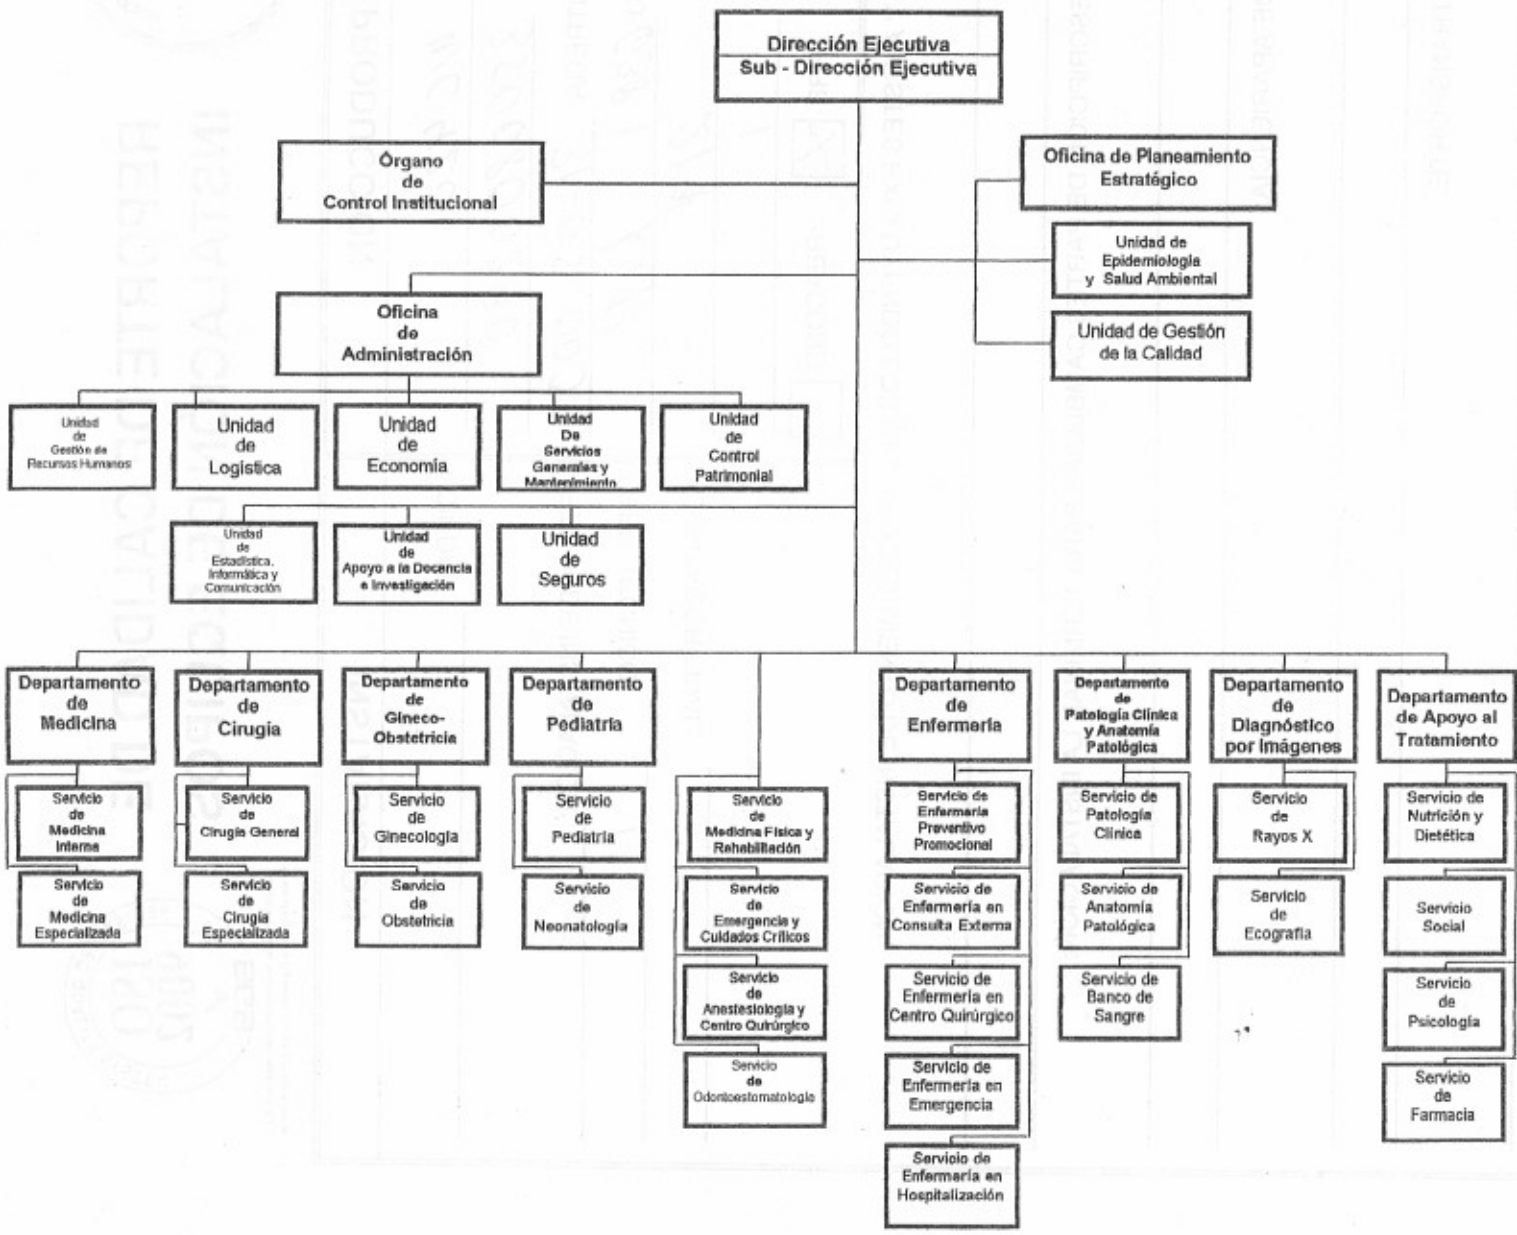 Dirección Ejecutiva
Sub - Dirección Ejecutiva
Órgano
de
Control Institucional
Oficina de Planeamiento
Estratégico
Unidad de
Epidemiología
y Salud Ambiental
Unidad de Gestión
de la Calidad
Oficina
de
Administración
Unidad
de
Gestión de
Recursos Humanos
Unidad
de
Logística
Unidad
de
Economía
Unidad
De
Servicios
Generales y
Mantenimiento
Unidad
de
Control
Patrimonial
Unidad
de
Estadística,
Informática y
Comunicación
Unidad
de
Apoyo a la Docencia
e Investigación
Unidad
de
Seguros
Departamento
de
Medicina
Departamento
de
Cirugía
Departamento
de
Gineco-
Obstetricia
Departamento
de
Pediatría
Departamento
de
Enfermería
Departamento
de
Patología Clínica
y Anatomía
Patológica
Departamento
de
Diagnóstico
por Imágenes
Departamento
de Apoyo al
Tratamiento
Servicio
de
Medicina
Interna
Servicio
de
Medicina
Especializada
Servicio
de
Cirugía General
Servicio
de
Cirugía
Especializada
Servicio
de
Ginecología
Servicio
de
Obstetricia
Servicio
de
Pediatría
Servicio
de
Neonatología
Servicio
de
Medicina Física y
Rehabilitación
Servicio
de
Emergencia y
Cuidados Críticos
Servicio
de
Anestesiología y
Centro Quirúrgico
Servicio
de
Odontoestomatología
Servicio de
Enfermería
Preventivo
Promocional
Servicio de
Enfermería en
Consulta Externa
Servicio de
Enfermería en
Centro Quirúrgico
Servicio de
Enfermería en
Emergencia
Servicio de
Enfermería en
Hospitalización
Servicio de
Patología
Clínica
Servicio de
Anatomía
Patológica
Servicio de
Banco de
Sangre
Servicio
de
Rayos X
Servicio
de
Ecografía
Servicio de
Nutrición y
Dietética
Servicio
Social
Servicio
de
Psicología
Servicio
de
Farmacia